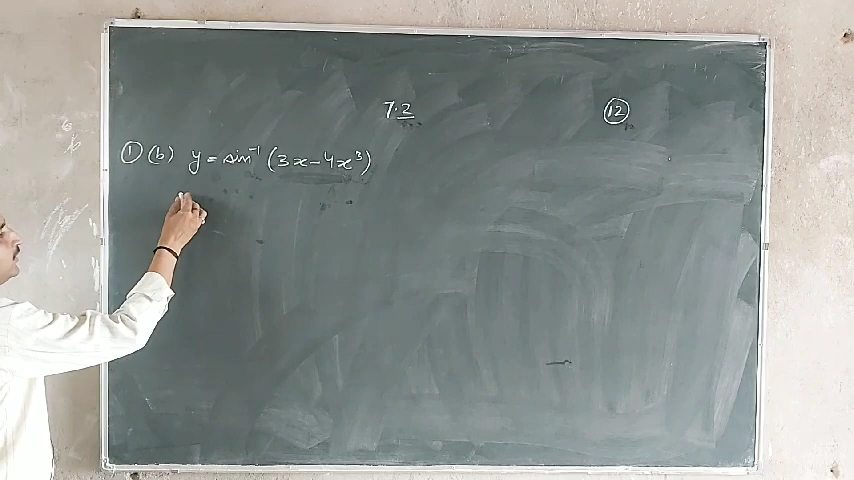 7.2
12
① (b) y = sin⁻¹ (3x – 4x³)